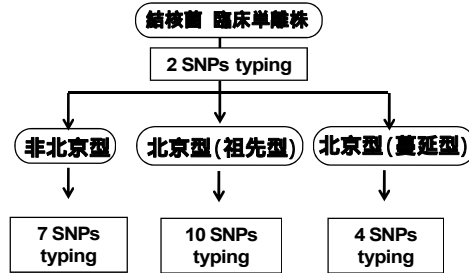 結核菌 臨床単離株
2 SNPs typing
非北京型
北京型(祖先型)
北京型(蔓延型)
7 SNPs
typing
10 SNPs
typing
4 SNPs
typing